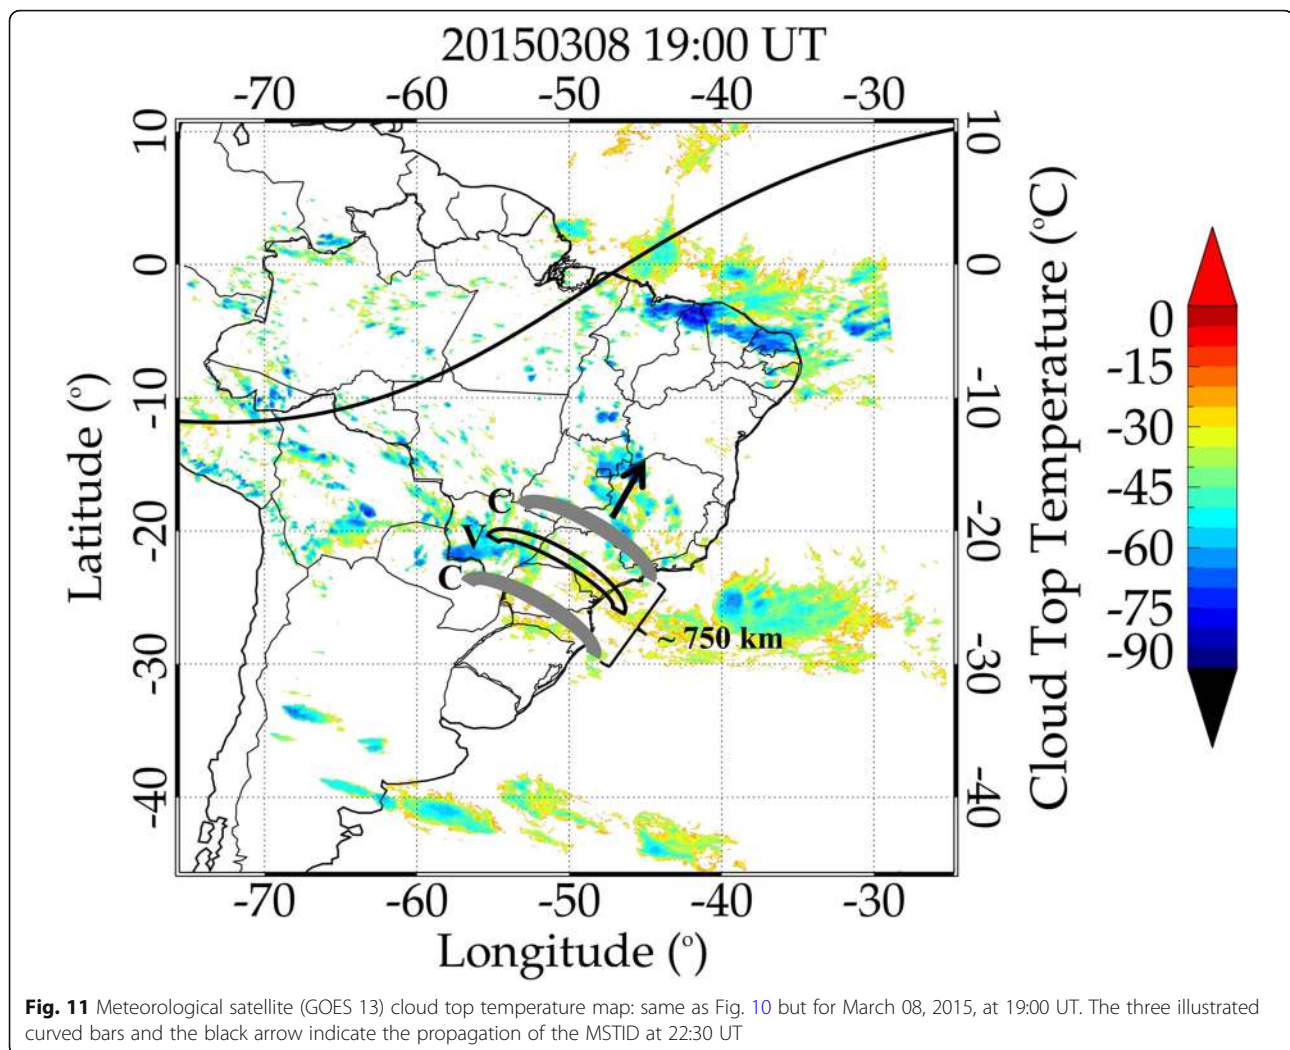 20150308 19:00 UT
-70 -60 -50 -40 -30
10 10
0 0
-10 -10
-20 -20
-30 -30
-40 -40
Latitude (°)
C
V
C
~ 750 km
-70 -60 -50 -40 -30
Longitude (°)
Cloud Top Temperature (°C)
0
-15
-30
-45
-60
-75
-90
Fig. 11 Meteorological satellite (GOES 13) cloud top temperature map: same as Fig. 10 but for March 08, 2015, at 19:00 UT. The three illustrated
curved bars and the black arrow indicate the propagation of the MSTID at 22:30 UT